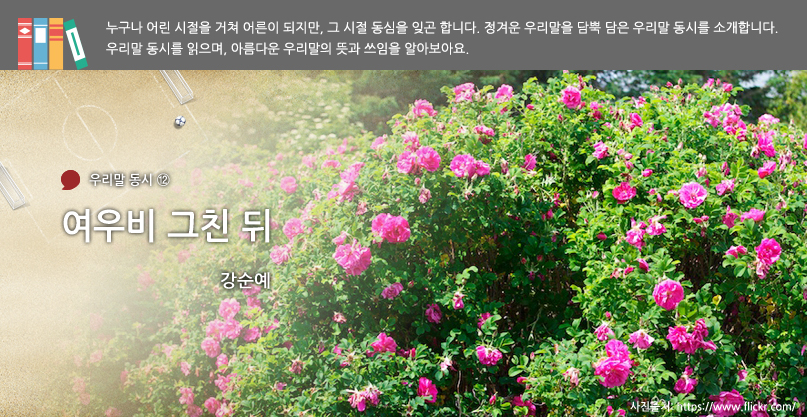 누구나 어린 시절을 거쳐 어른이 되지만, 그 시절 동심을 잊곤 합니다. 정겨운 우리말을 담뿍 담은 우리말 동시를 소개합니다.
우리말 동시를 읽으며, 아름다운 우리말의 뜻과 쓰임을 알아보아요.
우리말 동시 ⑫
여우비 그친 뒤
강순예
사진출처: https://www.flickr.com/